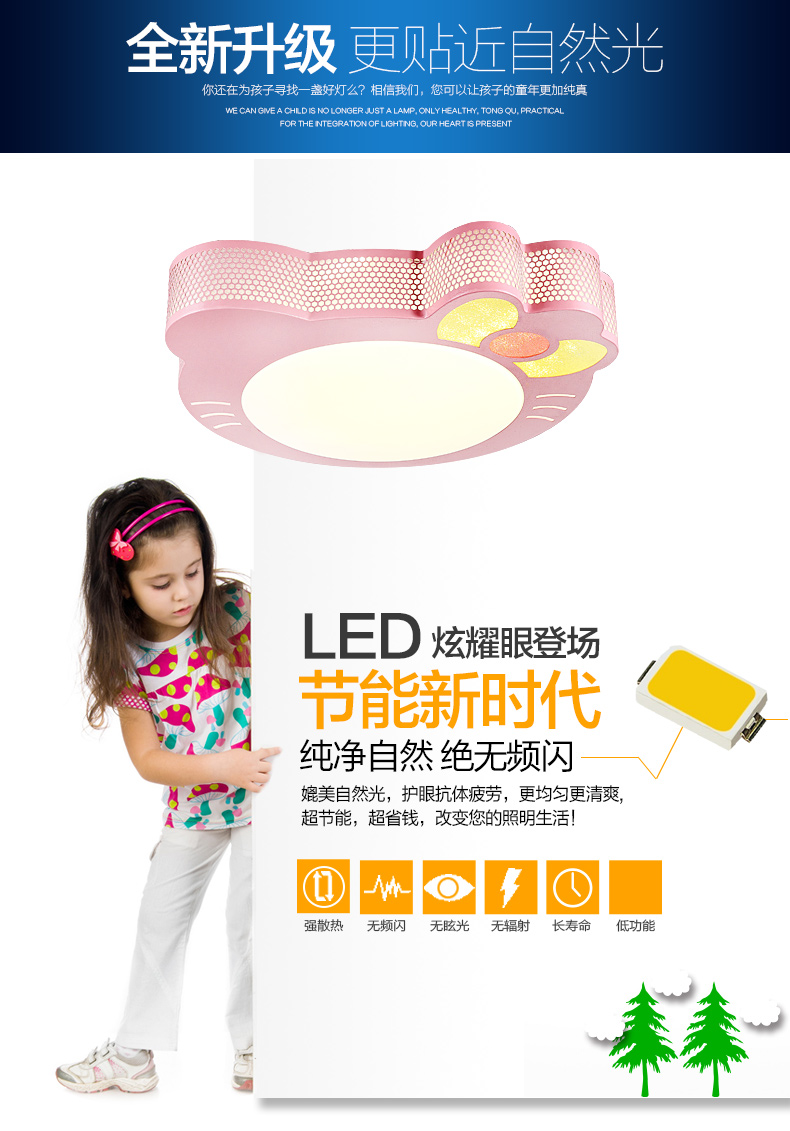 全新升级 更贴近自然光
你还在为孩子寻找一盏好灯么？相信我们，您可以让孩子的童年更加纯真
WE CAN GIVE A CHILD IS NO LONGER JUST A LAMP, ONLY HEALTHY, TONG QU, PRACTICAL
FOR THE INTEGRATION OF LIGHTING, OUR HEART IS PRESENT
LED 炫耀眼登场
节能新时代
纯净自然 绝无频闪
媲美自然光，护眼抗体疲劳，更均匀更清爽,
超节能，超省钱，改变您的照明生活！
强散热 无频闪 无眩光 无辐射 长寿命 低功能